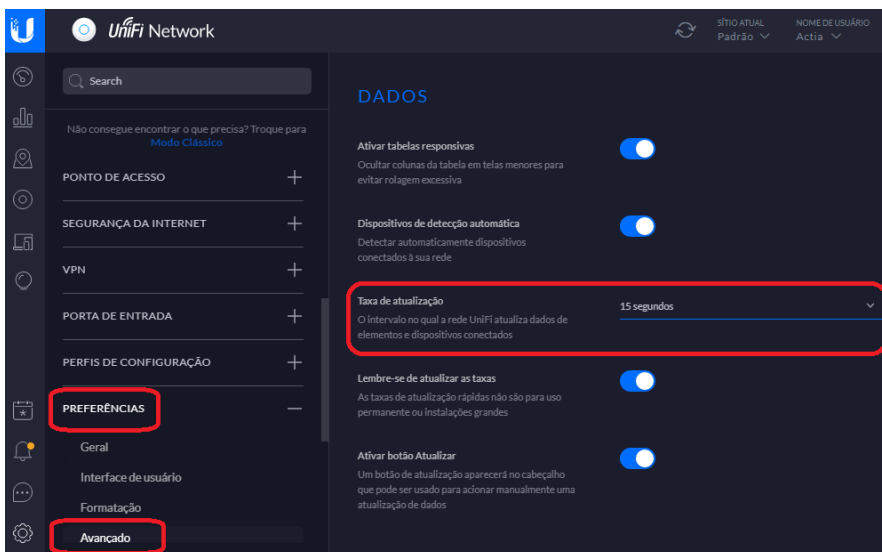 UniFi Network
SÍTIO ATUAL
Padrão
NOME DE USUÁRIO
Actia
Search
Não consegue encontrar o que precisa? Troque para
Modo Clássico
PONTO DE ACESSO
SEGURANÇA DA INTERNET
VPN
PORTA DE ENTRADA
PERFIS DE CONFIGURAÇÃO
PREFERÊNCIAS
Geral
Interface de usuário
Formatação
Avançado
DADOS
Ativar tabelas responsivas
Ocultar colunas da tabela em telas menores para
evitar rolagem excessiva
Dispositivos de detecção automática
Detectar automaticamente dispositivos
conectados à sua rede
Taxa de atualização
O intervalo no qual a rede UniFi atualiza dados de
elementos e dispositivos conectados
15 segundos
Lembre-se de atualizar as taxas
As taxas de atualização rápidas não são para uso
permanente ou instalações grandes
Ativar botão Atualizar
Um botão de atualização aparecerá no cabeçalho
que pode ser usado para acionar manualmente uma
atualização de dados